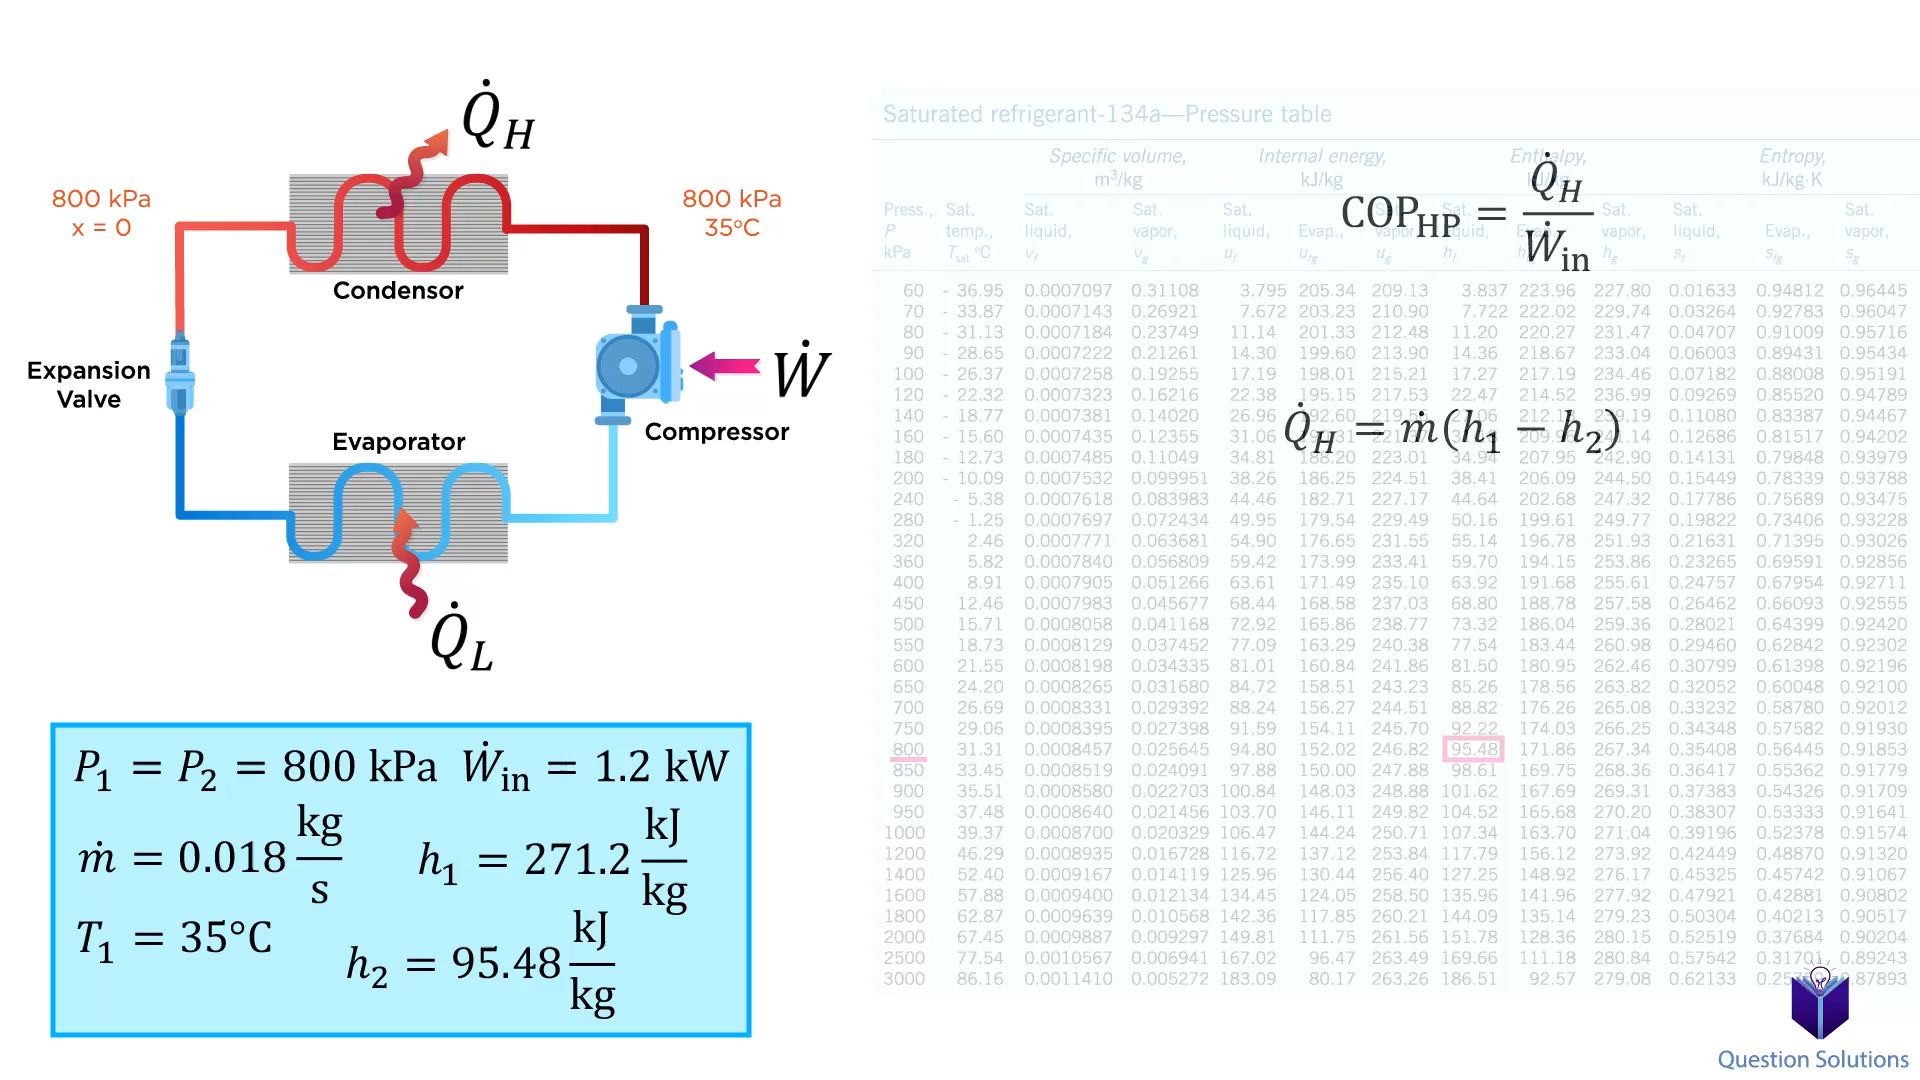 Q̇_H
800 kPa
x = 0
800 kPa
35°C
Condensor
Expansion
Valve
Ẇ
Compressor
Evaporator
Q̇_L
P₁ = P₂ = 800 kPa Ẇ_in = 1.2 kW
ṁ = 0.018 kg/s h₁ = 271.2 kJ/kg
T₁ = 35°C h₂ = 95.48 kJ/kg
Saturated refrigerant-134a—Pressure table
Specific volume, Internal energy, Enthalpy, Entropy,
m³/kg kJ/kg kJ/kg·K
COP_HP = Q̇_H / Ẇ_in
Q̇_H = ṁ(h₁ − h₂)
Press., Sat. Sat. Sat. Sat. Sat. Sat. Sat.
P temp., liquid, vapor, liquid, Evap., vapor, liquid, Evap., vapor,
kPa T_sat °C v_f v_g u_f u_fg u_g h_f h_g s_f s_fg s_g
60 - 36.95 0.0007097 0.31108 3.795 205.34 209.13 3.837 223.96 227.80 0.01633 0.94812 0.96445
70 - 33.87 0.0007143 0.26921 7.672 203.23 210.90 7.722 222.02 229.74 0.03264 0.92783 0.96047
80 - 31.13 0.0007184 0.23749 11.14 201.33 212.48 11.20 220.27 231.47 0.04707 0.91009 0.95716
90 - 28.65 0.0007222 0.21261 14.30 199.60 213.90 14.36 218.67 233.04 0.06003 0.89431 0.95434
100 - 26.37 0.0007258 0.19255 17.19 198.01 215.21 17.27 217.19 234.46 0.07182 0.88008 0.95191
120 - 22.32 0.0007323 0.16216 22.38 195.15 217.53 22.47 214.52 236.99 0.09269 0.85520 0.94789
140 - 18.77 0.0007381 0.14020 26.96 0.11080 0.83387 0.94467
160 - 15.60 0.0007435 0.12355 31.06 0.12686 0.81517 0.94202
180 - 12.73 0.0007485 0.11049 34.81 188.20 223.01 34.94 207.95 242.90 0.14131 0.79848 0.93979
200 - 10.09 0.0007532 0.099951 38.26 186.25 224.51 38.41 206.09 244.50 0.15449 0.78339 0.93788
240 - 5.38 0.0007618 0.083983 44.46 182.71 227.17 44.64 202.68 247.32 0.17786 0.75689 0.93475
280 - 1.25 0.0007697 0.072434 49.95 179.54 229.49 50.16 199.61 249.77 0.19822 0.73406 0.93228
320 2.46 0.0007771 0.063681 54.90 176.65 231.55 55.14 196.78 251.93 0.21631 0.71395 0.93026
360 5.82 0.0007840 0.056809 59.42 173.99 233.41 59.70 194.15 253.86 0.23265 0.69591 0.92856
400 8.91 0.0007905 0.051266 63.61 171.49 235.10 63.92 191.68 255.61 0.24757 0.67954 0.92711
450 12.46 0.0007983 0.045677 68.44 168.58 237.03 68.80 188.78 257.58 0.26462 0.66093 0.92555
500 15.71 0.0008058 0.041168 72.92 165.86 238.77 73.32 186.04 259.36 0.28021 0.64399 0.92420
550 18.73 0.0008129 0.037452 77.09 163.29 240.38 77.54 183.44 260.98 0.29460 0.62842 0.92302
600 21.55 0.0008198 0.034335 81.01 160.84 241.86 81.50 180.95 262.46 0.30799 0.61398 0.92196
650 24.20 0.0008265 0.031680 84.72 158.51 243.23 85.26 178.56 263.82 0.32052 0.60048 0.92100
700 26.69 0.0008331 0.029392 88.24 156.27 244.51 88.82 176.26 265.08 0.33232 0.58780 0.92012
750 29.06 0.0008395 0.027398 91.59 154.11 245.70 92.22 174.03 266.25 0.34348 0.57582 0.91930
800 31.31 0.0008457 0.025645 94.80 152.02 246.82 95.48 171.86 267.34 0.35408 0.56445 0.91853
850 33.45 0.0008519 0.024091 97.88 150.00 247.88 98.61 169.75 268.36 0.36417 0.55362 0.91779
900 35.51 0.0008580 0.022703 100.84 148.03 248.88 101.62 167.69 269.31 0.37383 0.54326 0.91709
950 37.48 0.0008640 0.021456 103.70 146.11 249.82 104.52 165.68 270.20 0.38307 0.53333 0.91641
1000 39.37 0.0008700 0.020329 106.47 144.24 250.71 107.34 163.70 271.04 0.39196 0.52378 0.91574
1200 46.29 0.0008935 0.016728 116.72 137.12 253.84 117.79 156.12 273.92 0.42449 0.48870 0.91320
1400 52.40 0.0009167 0.014119 125.96 130.44 256.40 127.25 148.92 276.17 0.45325 0.45742 0.91067
1600 57.88 0.0009400 0.012134 134.45 124.05 258.50 135.96 141.96 277.92 0.47921 0.42881 0.90802
1800 62.87 0.0009639 0.010568 142.36 117.85 260.21 144.09 135.14 279.23 0.50304 0.40213 0.90517
2000 67.45 0.0009887 0.009297 149.81 111.75 261.56 151.78 128.36 280.15 0.52519 0.37684 0.90204
2500 77.54 0.0010567 0.006941 167.02 96.47 263.49 169.66 111.18 280.84 0.57542 0.31701 0.89243
3000 86.16 0.0011410 0.005272 183.09 80.17 263.26 186.51 92.57 279.08 0.62133
Question Solutions